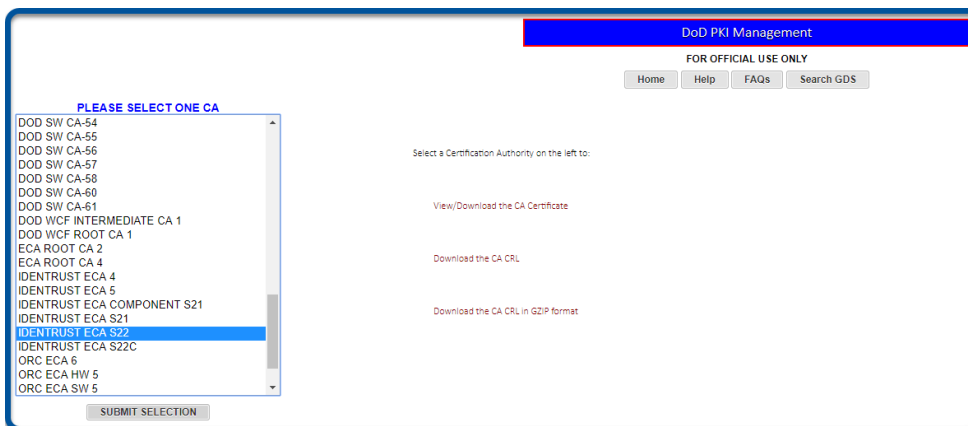 DoD PKI Management
FOR OFFICIAL USE ONLY
Home Help FAQs Search GDS
PLEASE SELECT ONE CA
DOD SW CA-54
DOD SW CA-55
DOD SW CA-56
DOD SW CA-57
DOD SW CA-58
DOD SW CA-60
DOD SW CA-61
DOD WCF INTERMEDIATE CA 1
DOD WCF ROOT CA 1
ECA ROOT CA 2
ECA ROOT CA 4
IDENTRUST ECA 4
IDENTRUST ECA 5
IDENTRUST ECA COMPONENT S21
IDENTRUST ECA S21
IDENTRUST ECA S22
IDENTRUST ECA S22C
ORC ECA 6
ORC ECA HW 5
ORC ECA SW 5
SUBMIT SELECTION
Select a Certification Authority on the left to:
View/Download the CA Certificate
Download the CA CRL
Download the CA CRL in GZIP format